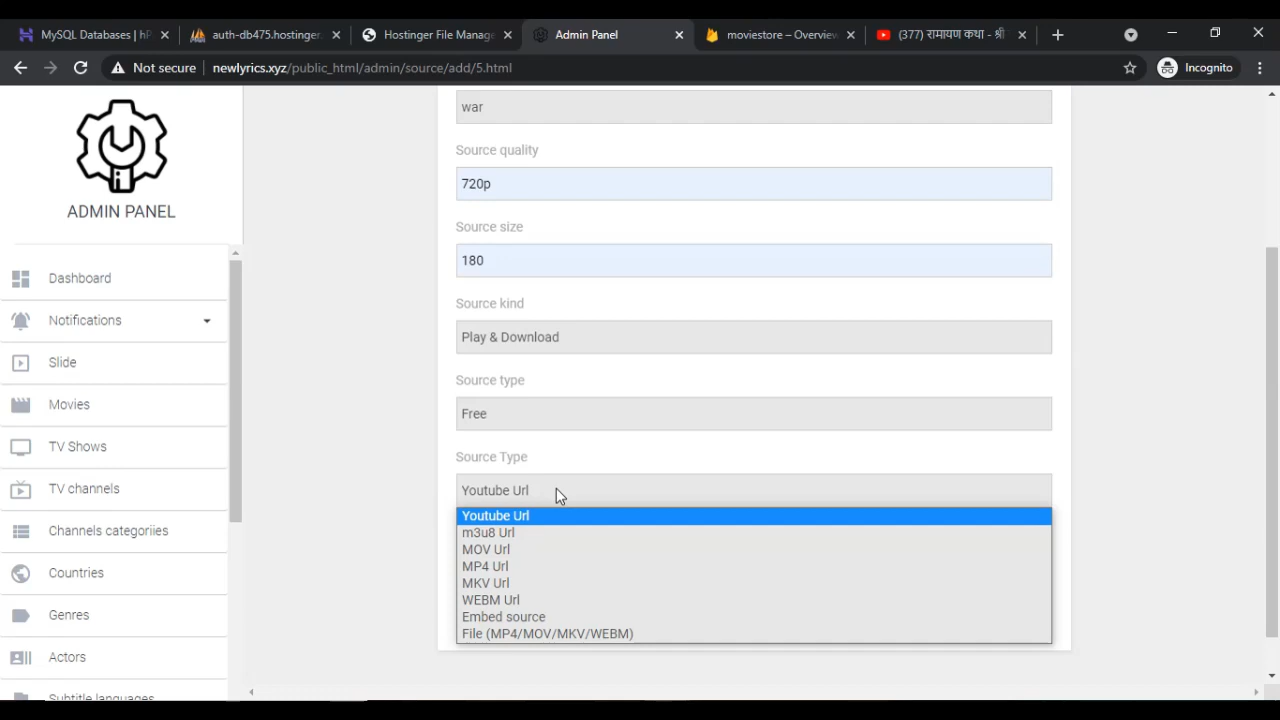 MySQL Databases | hP
auth-db475.hostinger.
Hostinger File Manage
Admin Panel
moviestore – Overview
(377) रामायण कथा - श्री
Not secure
newlyrics.xyz/public_html/admin/source/add/5.html
Incognito
ADMIN PANEL
Dashboard
Notifications
Slide
Movies
TV Shows
TV channels
Channels categoriies
Countries
Genres
Actors
Subtitle languages
war
Source quality
720p
Source size
180
Source kind
Play & Download
Source type
Free
Source Type
Youtube Url
Youtube Url
m3u8 Url
MOV Url
MP4 Url
MKV Url
WEBM Url
Embed source
File (MP4/MOV/MKV/WEBM)